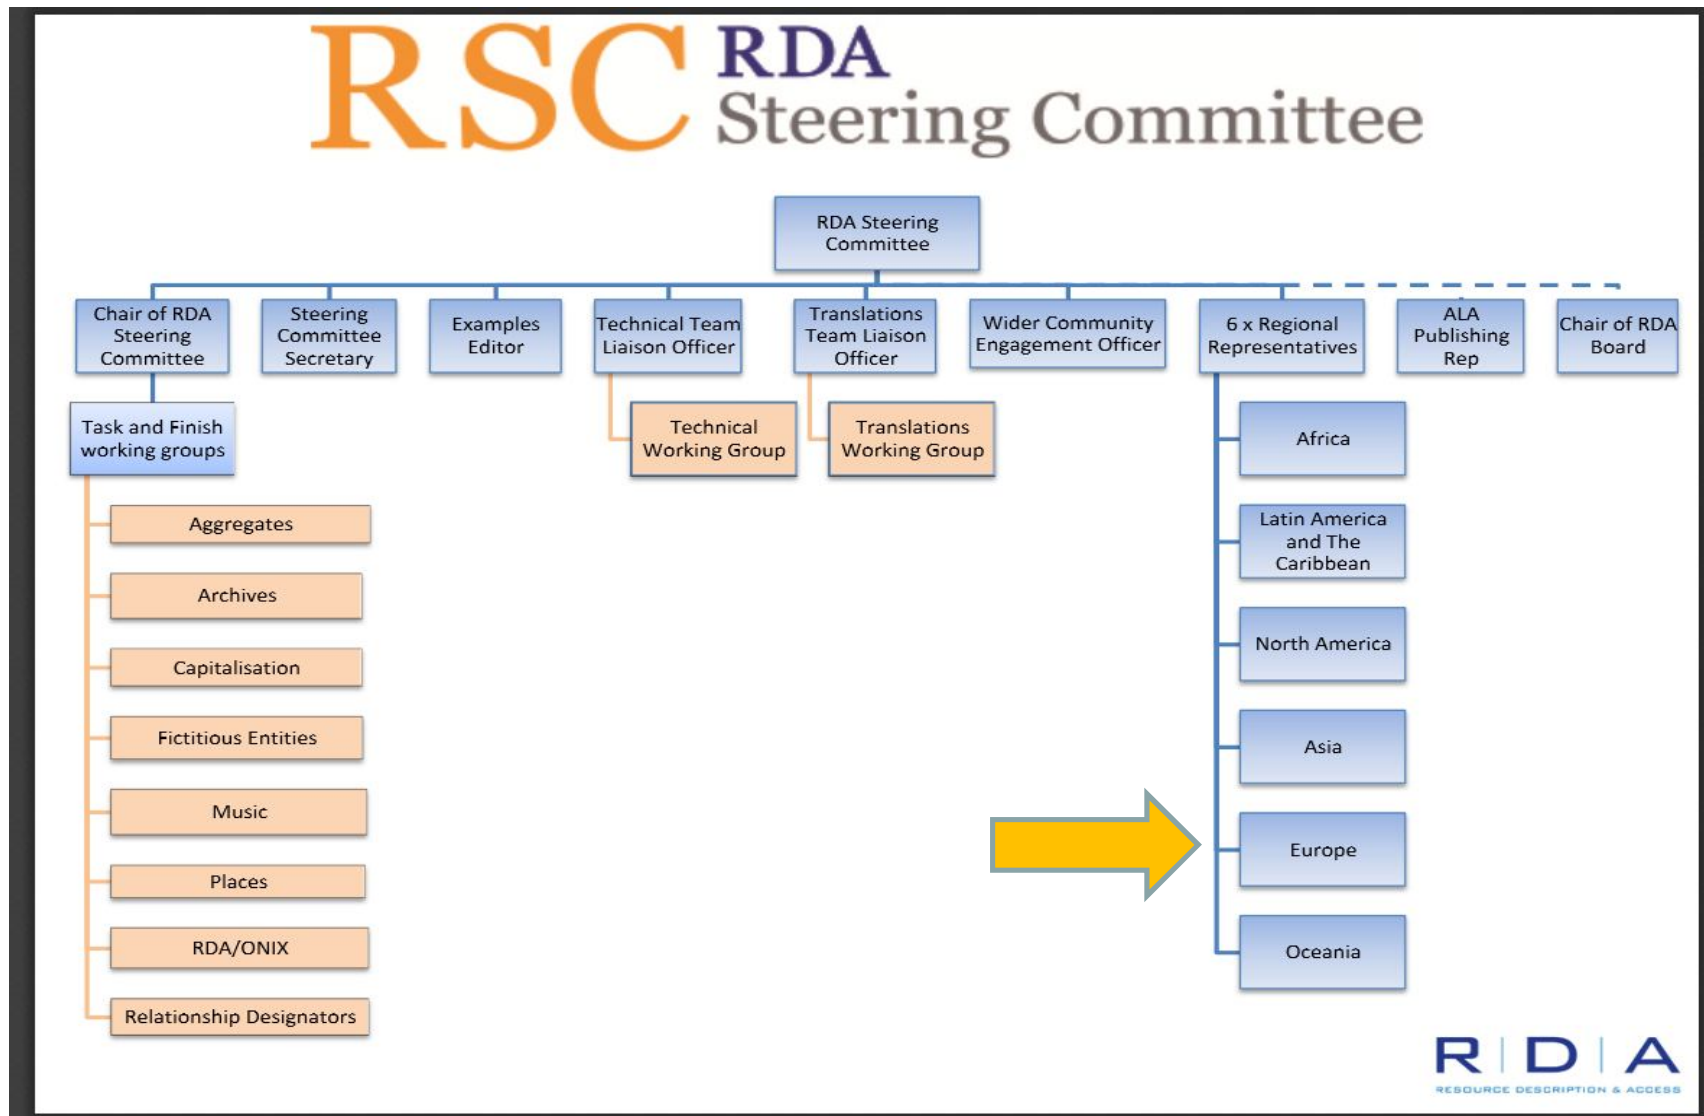 RSC RDA
Steering Committee
RDA Steering
Committee
Chair of RDA
Steering
Committee
Steering
Committee
Secretary
Examples
Editor
Technical Team
Liaison Officer
Translations
Team Liaison
Officer
Wider Community
Engagement Officer
6 x Regional
Representatives
ALA
Publishing
Rep
Chair of RDA
Board
Task and Finish
working groups
Technical
Working Group
Translations
Working Group
Africa
Aggregates
Latin America
and The
Caribbean
Archives
North America
Capitalisation
Fictitious Entities
Asia
Music
Europe
Places
RDA/ONIX
Oceania
Relationship Designators
R|D|A
RESOURCE DESCRIPTION & ACCESS